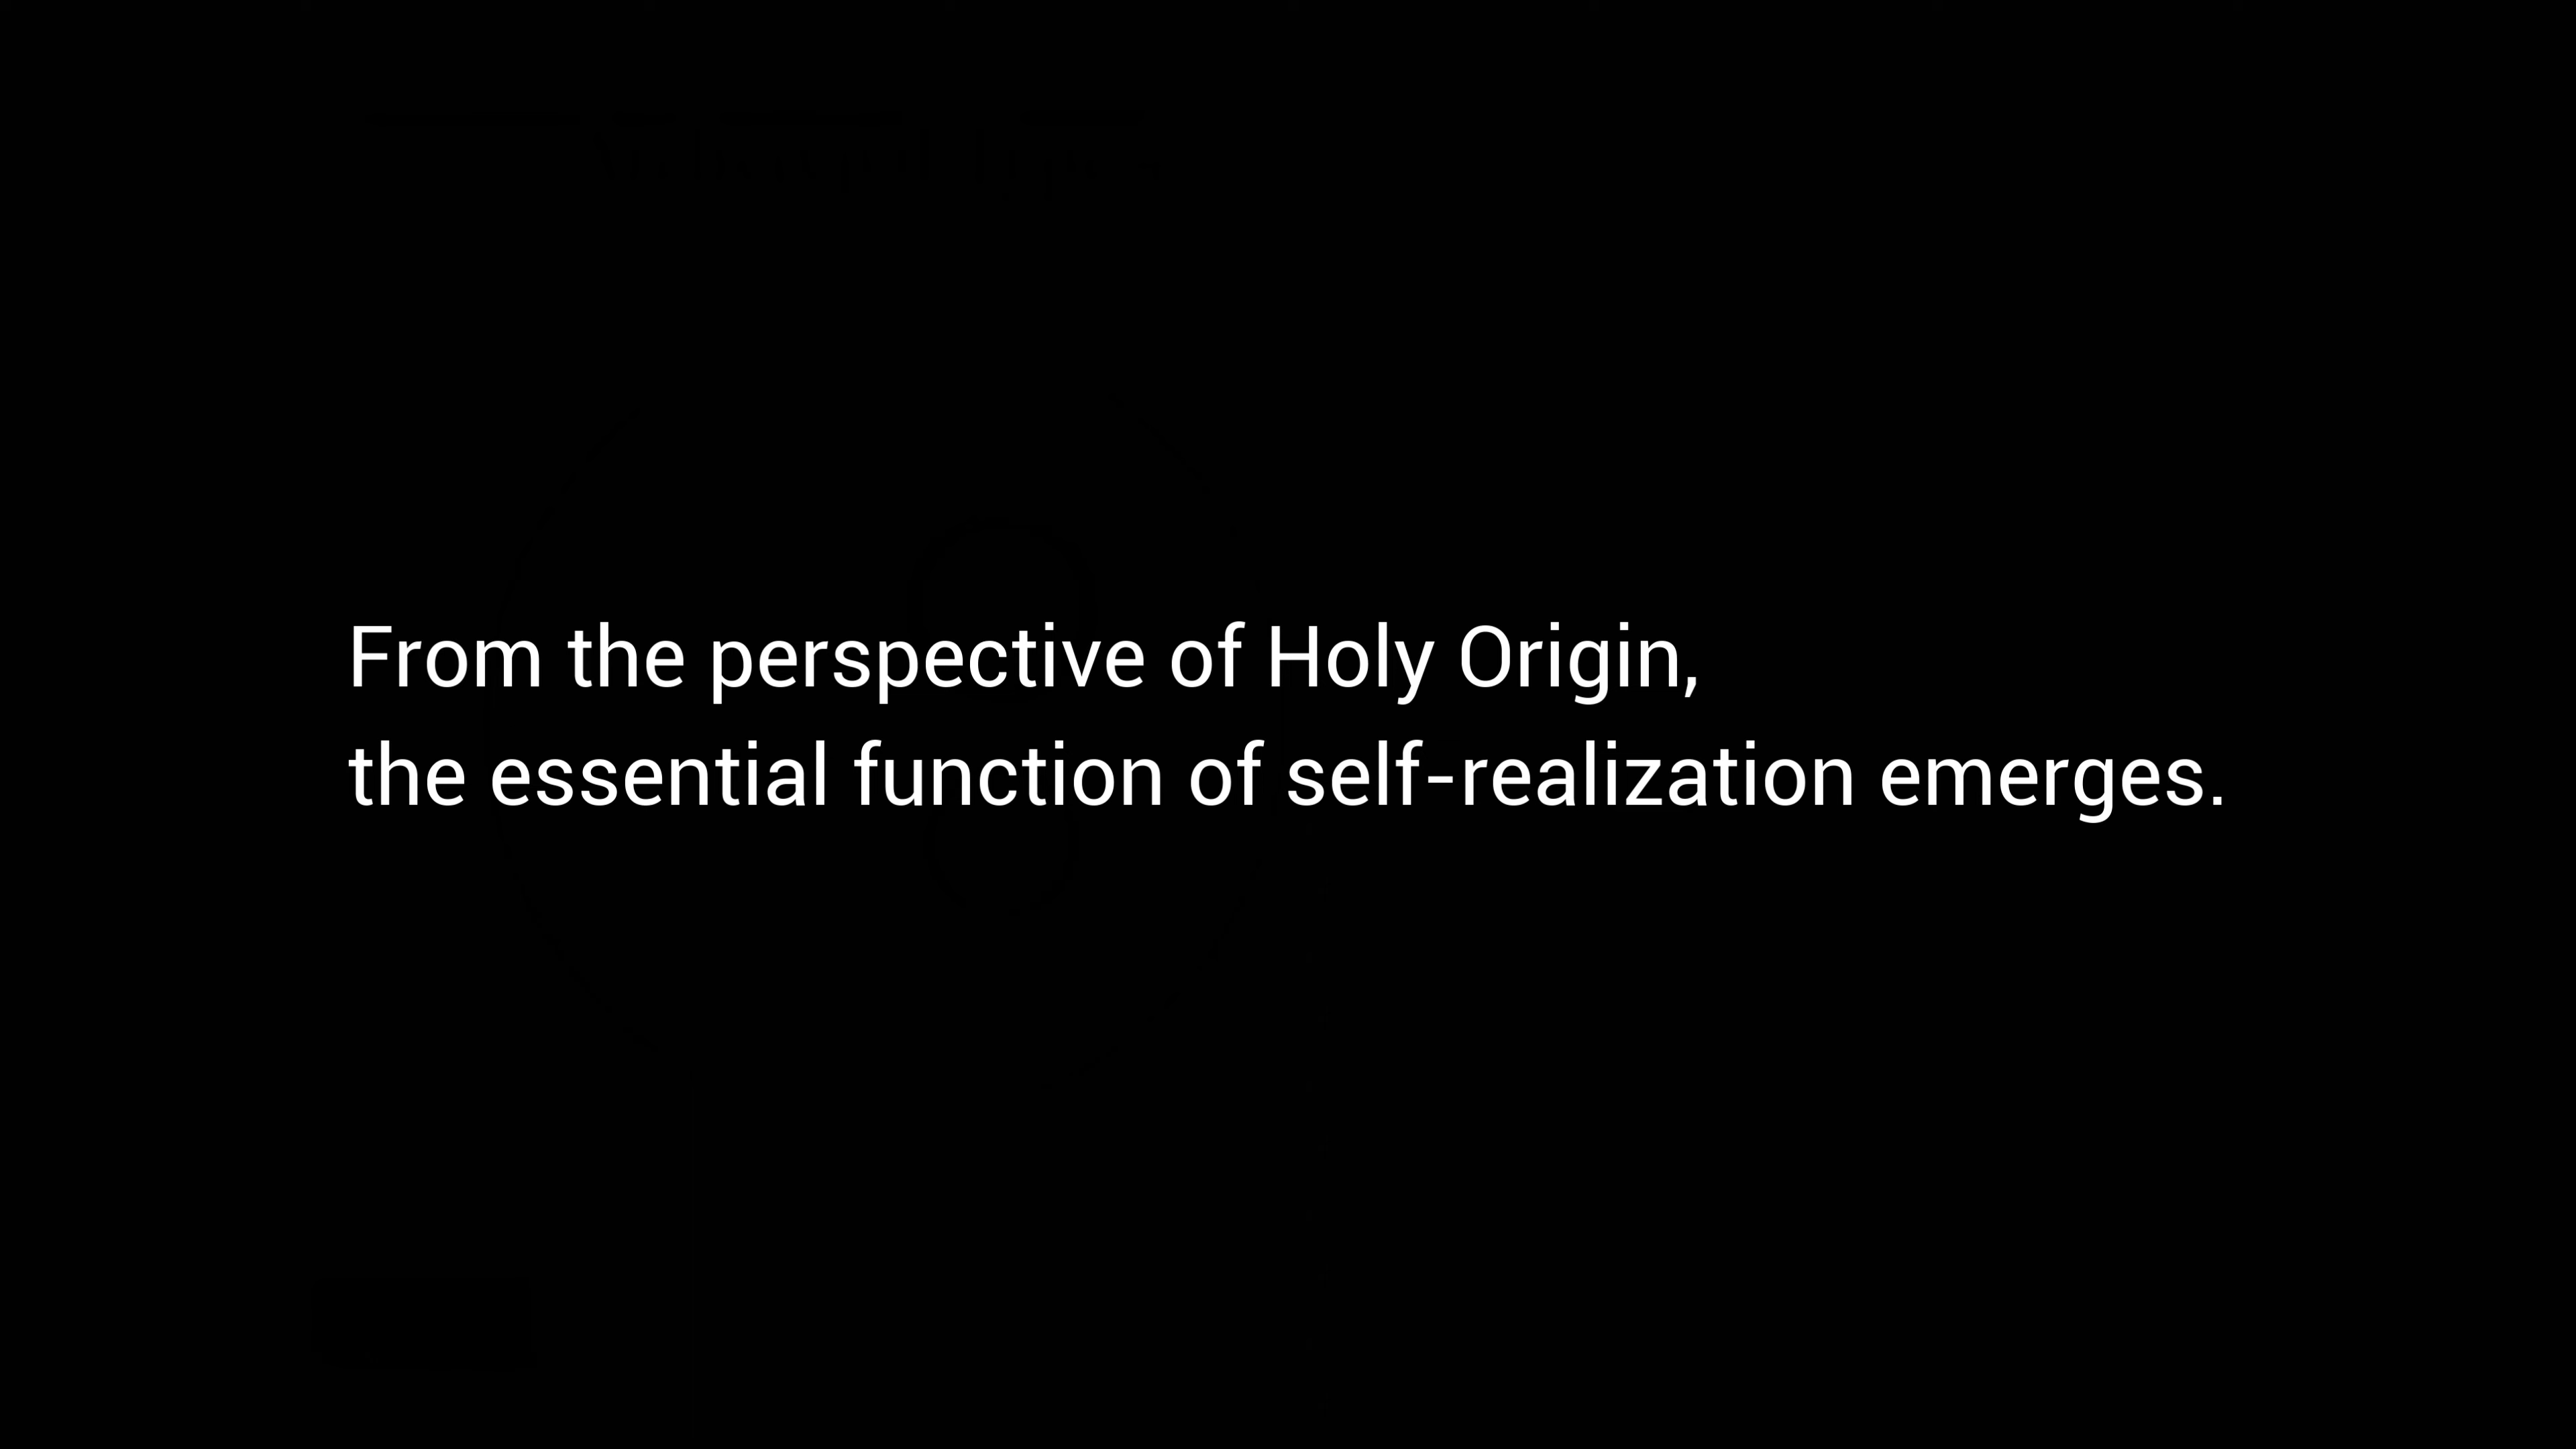 From the perspective of Holy Origin,
the essential function of self-realization emerges.